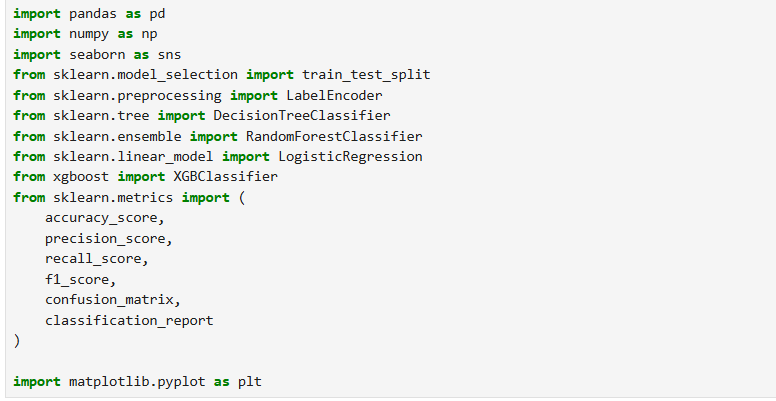 import pandas as pd
import numpy as np
import seaborn as sns
from sklearn.model_selection import train_test_split
from sklearn.preprocessing import LabelEncoder
from sklearn.tree import DecisionTreeClassifier
from sklearn.ensemble import RandomForestClassifier
from sklearn.linear_model import LogisticRegression
from xgboost import XGBClassifier
from sklearn.metrics import (
    accuracy_score,
    precision_score,
    recall_score,
    f1_score,
    confusion_matrix,
    classification_report
)

import matplotlib.pyplot as plt